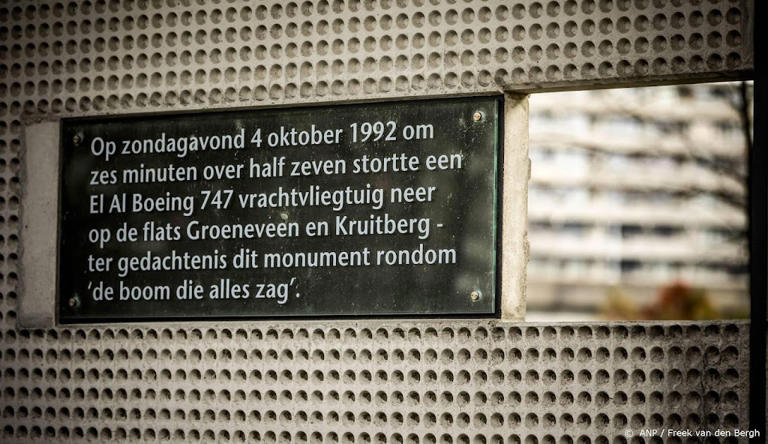 Op zondagavond 4 oktober 1992 om
zes minuten over half zeven stortte een
El Al Boeing 747 vrachtvliegtuig neer
op de flats Groeneveen en Kruitberg -
ter gedachtenis dit monument rondom
‘de boom die alles zag’.
© ANP / Freek van den Bergh